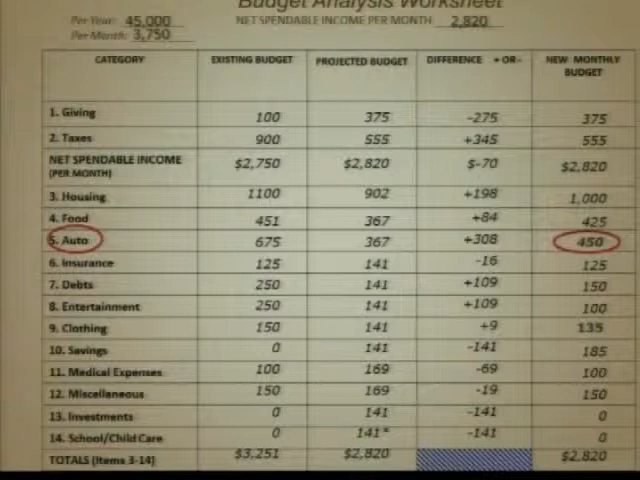 Budget Analysis Worksheet
Per Year: 45,000 NET SPENDABLE INCOME PER MONTH 2,820
Per Month: 3,750
CATEGORY EXISTING BUDGET PROJECTED BUDGET DIFFERENCE + OR - NEW MONTHLY BUDGET
1. Giving 100 375 -275 375
2. Taxes 900 555 +345 555
NET SPENDABLE INCOME (PER MONTH) $2,750 $2,820 $-70 $2,820
3. Housing 1100 902 +198 1,000
4. Food 451 367 +84 425
5. Auto 675 367 +308 450
6. Insurance 125 141 -16 125
7. Debts 250 141 +109 150
8. Entertainment 250 141 +109 100
9. Clothing 150 141 +9 135
10. Savings 0 141 -141 185
11. Medical Expenses 100 169 -69 100
12. Miscellaneous 150 169 -19 150
13. Investments 0 141 -141 0
14. School/Child Care 0 141* -141 0
TOTALS (Items 3-14) $3,251 $2,820 $2,820